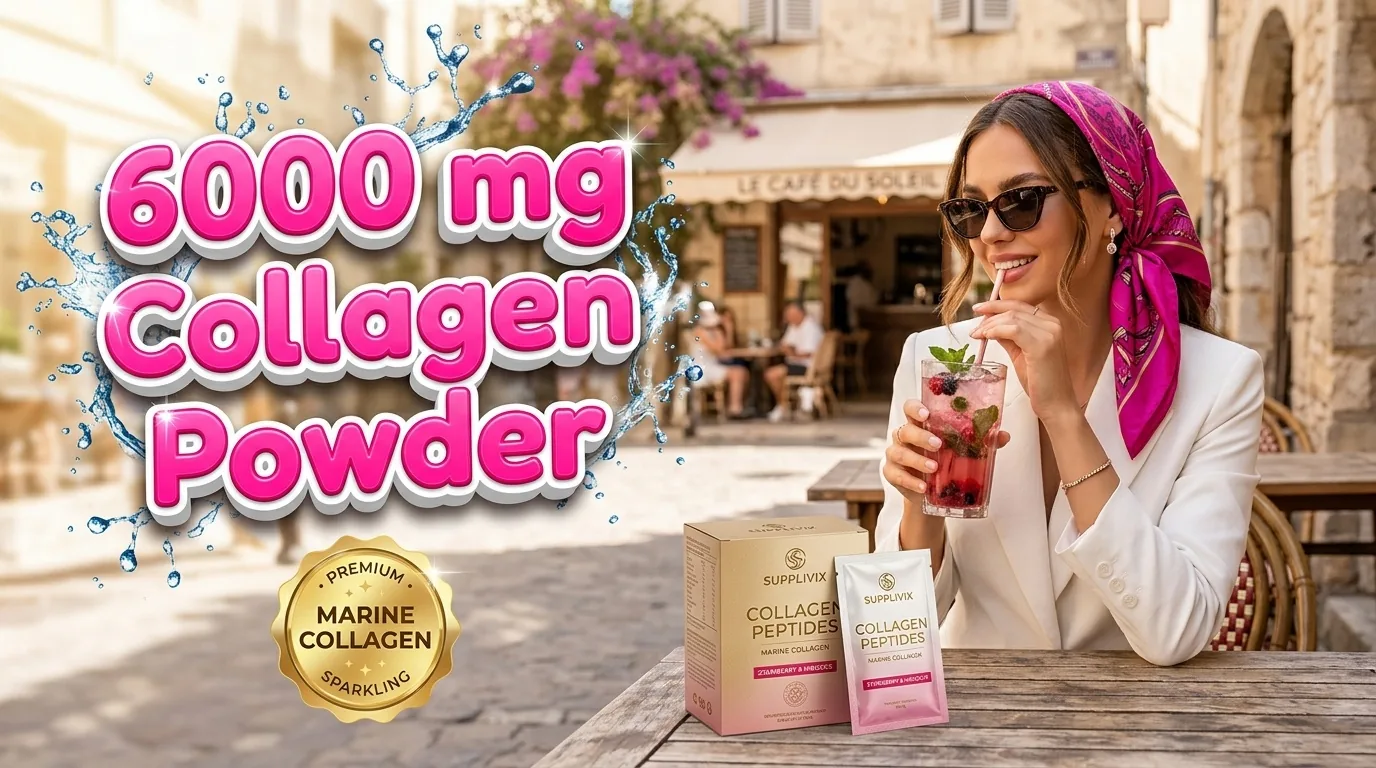 6000 mg
Collagen
Powder
PREMIUM
MARINE
COLLAGEN
SPARKLING
LE CAFÉ DU SOLEIL
SUPPLIVIX
COLLAGEN
PEPTIDES
MARINE COLLAGEN
SUPPLIVIX
COLLAGEN
PEPTIDES
MARINE COLLAGEN